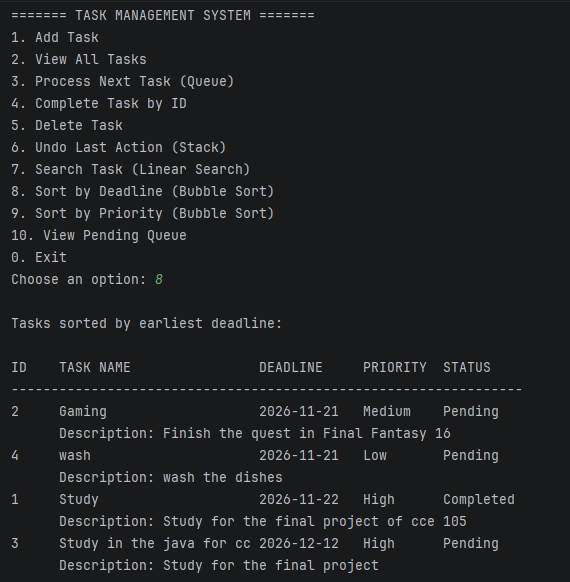 ======= TASK MANAGEMENT SYSTEM =======
1. Add Task
2. View All Tasks
3. Process Next Task (Queue)
4. Complete Task by ID
5. Delete Task
6. Undo Last Action (Stack)
7. Search Task (Linear Search)
8. Sort by Deadline (Bubble Sort)
9. Sort by Priority (Bubble Sort)
10. View Pending Queue
0. Exit
Choose an option: 8
Tasks sorted by earliest deadline:
ID    TASK NAME                DEADLINE     PRIORITY  STATUS
----------------------------------------------------------------
2     Gaming                   2026-11-21   Medium    Pending
      Description: Finish the quest in Final Fantasy 16
4     wash                     2026-11-21   Low       Pending
      Description: wash the dishes
1     Study                    2026-11-22   High      Completed
      Description: Study for the final project of cce 105
3     Study in the java for cc 2026-12-12   High      Pending
      Description: Study for the final project